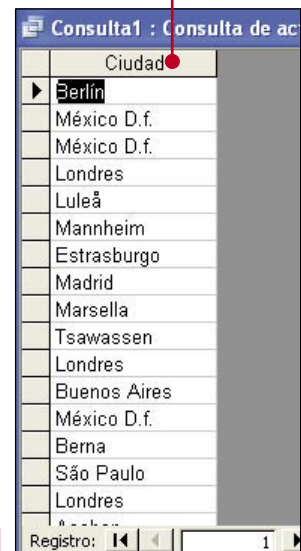 Consulta1 : Consulta de ac
Ciudad
Berlín
México D.f.
México D.f.
Londres
Luleå
Mannheim
Estrasburgo
Madrid
Marsella
Tsawassen
Londres
Buenos Aires
México D.f.
Berna
São Paulo
Londres
Registro: 1